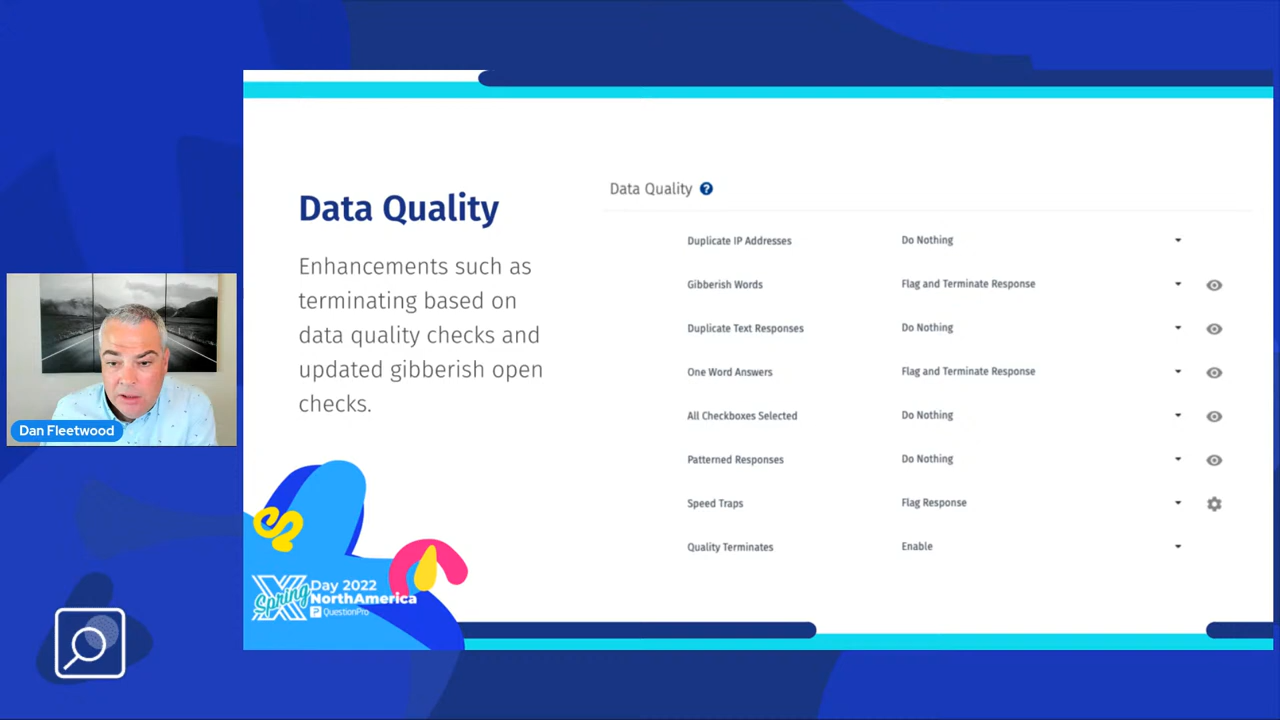 Data Quality
Enhancements such as
terminating based on
data quality checks and
updated gibberish open
checks.
Data Quality ?
Duplicate IP Addresses Do Nothing
Gibberish Words Flag and Terminate Response
Duplicate Text Responses Do Nothing
One Word Answers Flag and Terminate Response
All Checkboxes Selected Do Nothing
Patterned Responses Do Nothing
Speed Traps Flag Response
Quality Terminates Enable
Dan Fleetwood
X Spring
Day 2022
NorthAmerica
P QuestionPro